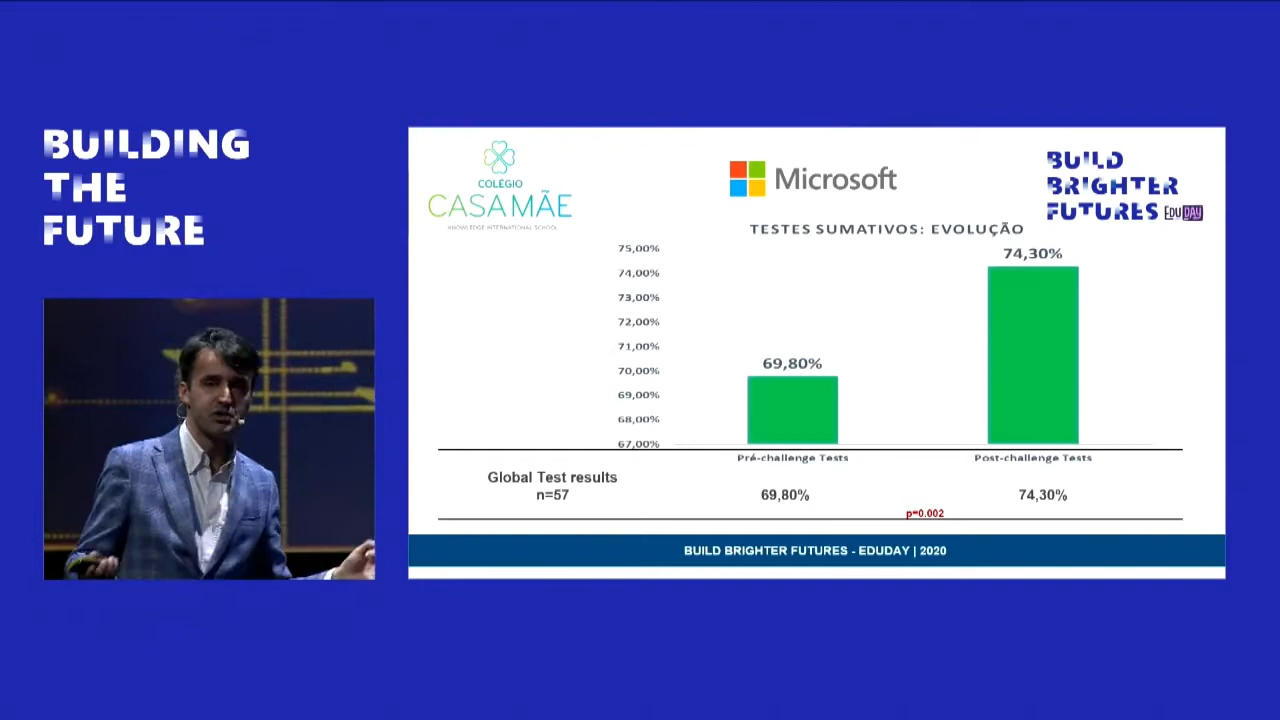 BUILDING
THE
FUTURE
COLÉGIO
CASA MÃE
KNOWLEDGE INTERNATIONAL SCHOOL
Microsoft
BUILD
BRIGHTER
FUTURES EDUDAY
TESTES SUMATIVOS: EVOLUÇÃO
75,00%
74,00%
73,00%
72,00%
71,00%
70,00%
69,00%
68,00%
67,00%
69,80%
74,30%
Pré-challenge Tests
Post-challenge Tests
Global Test results
n=57
69,80%
74,30%
p=0.002
BUILD BRIGHTER FUTURES - EDUDAY | 2020